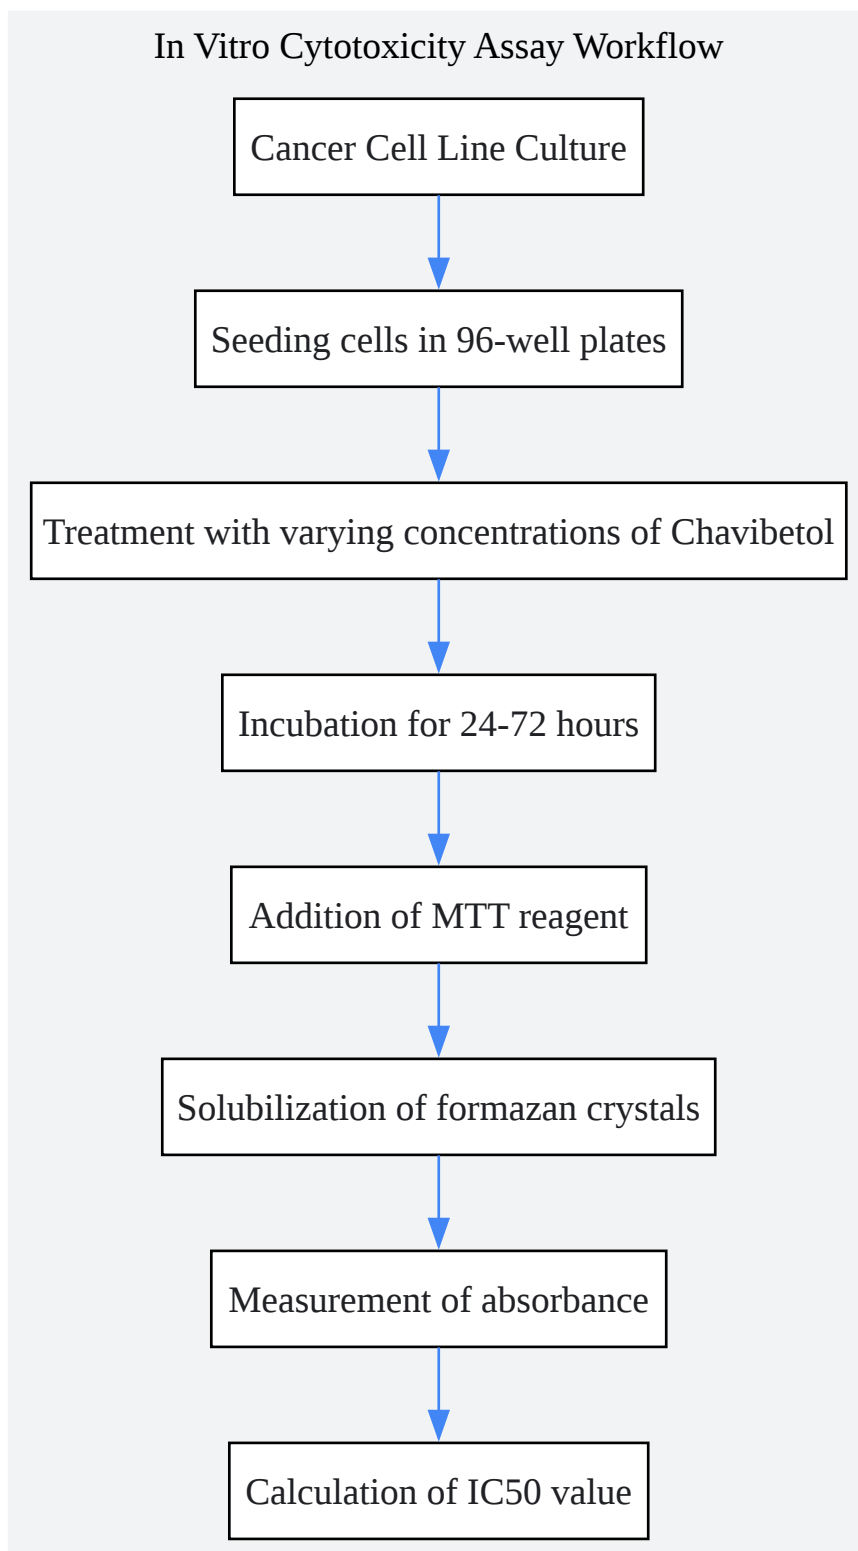 In Vitro Cytotoxicity Assay Workflow
Cancer Cell Line Culture
Seeding cells in 96-well plates
Treatment with varying concentrations of Chavibetol
Incubation for 24-72 hours
Addition of MTT reagent
Solubilization of formazan crystals
Measurement of absorbance
Calculation of IC50 value